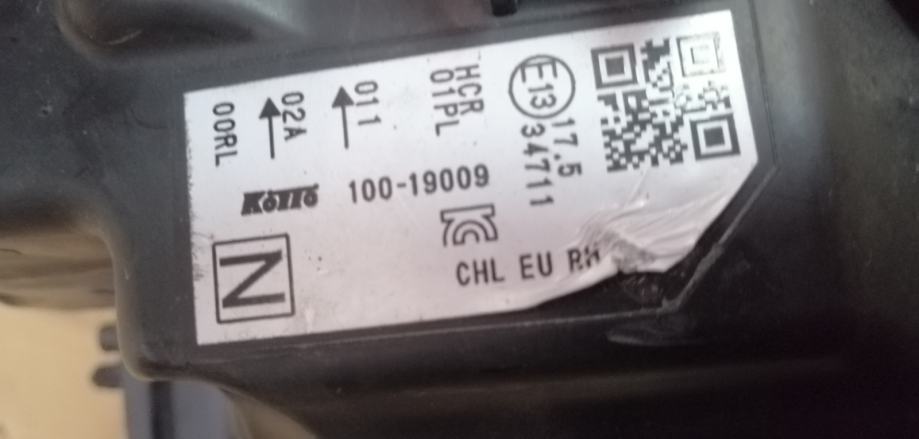 HCR
01PL
E13
17.5
34711
011
02A
00RL
Koito 100-19009
N
CHL EU RH